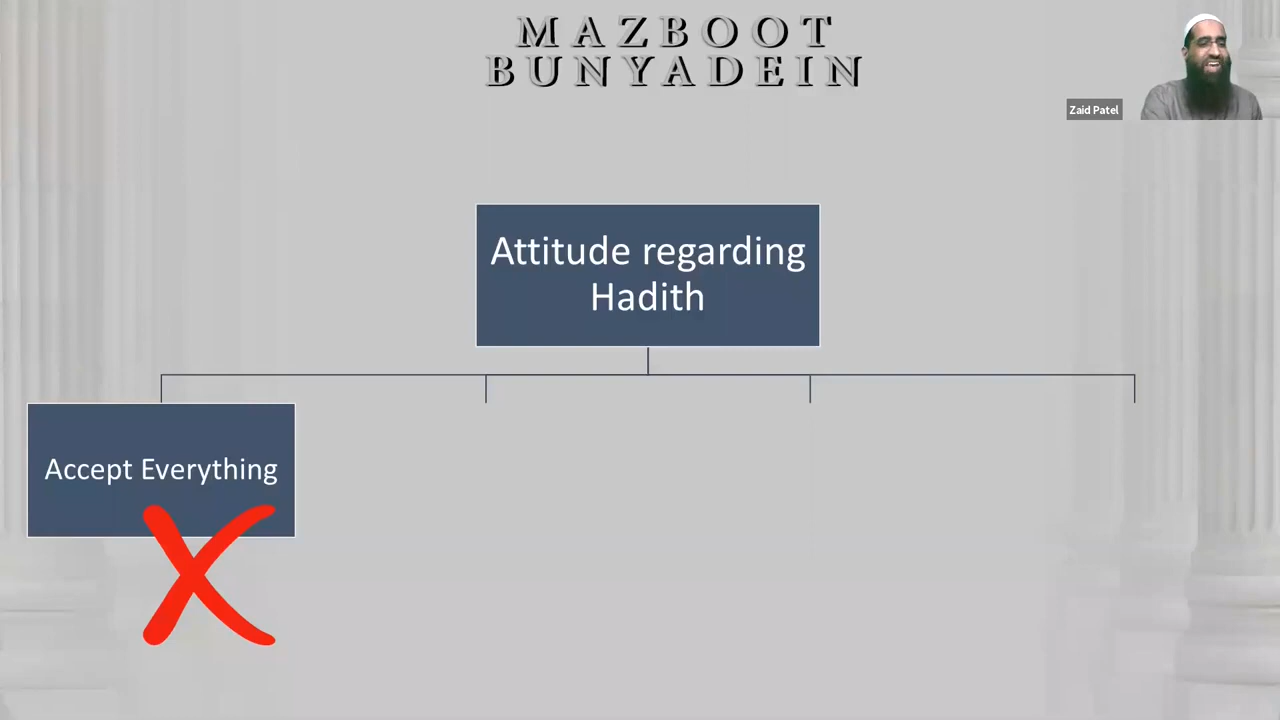 MAZBOOT
BUNYADEIN
Zaid Patel
Attitude regarding
Hadith
Accept Everything